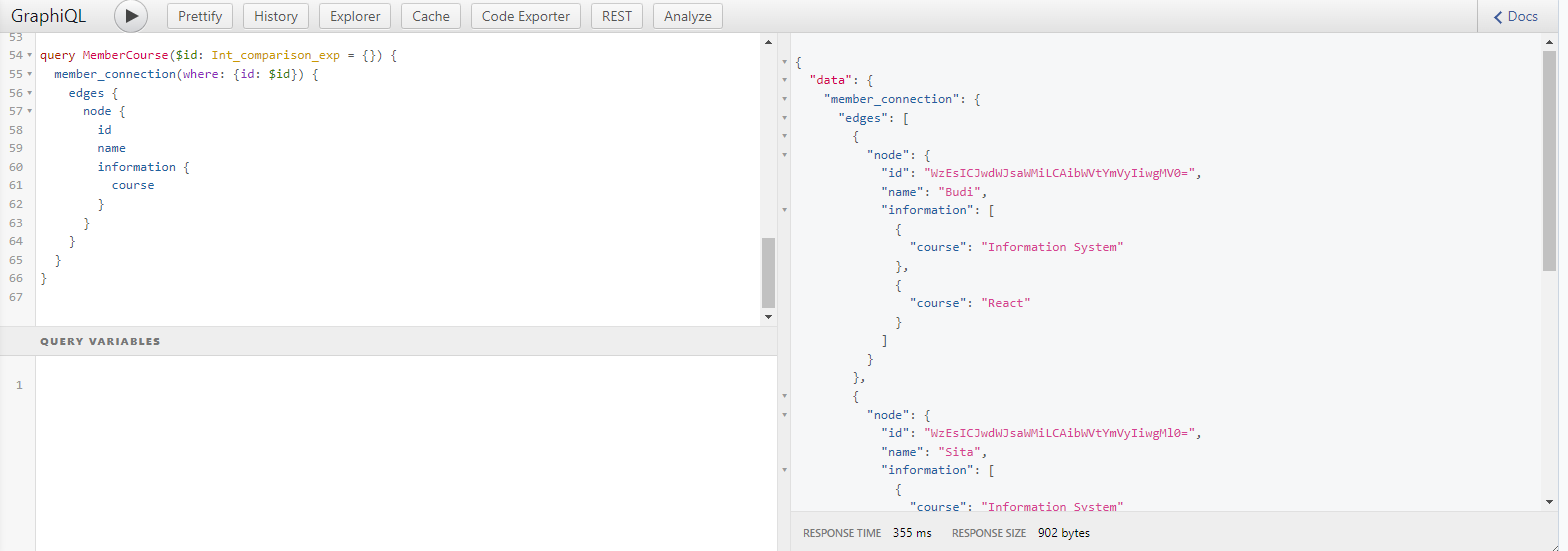 GraphiQL Prettify History Explorer Cache Code Exporter REST Analyze Docs
53
54 query MemberCourse($id: Int_comparison_exp = {}) {
55 member_connection(where: {id: $id}) {
56 edges {
57 node {
58 id
59 name
60 information {
61 course
62 }
63 }
64 }
65 }
66 }
67
QUERY VARIABLES
1
{
"data": {
"member_connection": {
"edges": [
{
"node": {
"id": "WzEsICJwdWJsaWMiLCAibWVtYmVyIiwgMV0=",
"name": "Budi",
"information": [
{
"course": "Information System"
},
{
"course": "React"
}
]
}
},
{
"node": {
"id": "WzEsICJwdWJsaWMiLCAibWVtYmVyIiwgMl0=",
"name": "Sita",
"information": [
{
"course": "Information System"
RESPONSE TIME 355 ms RESPONSE SIZE 902 bytes